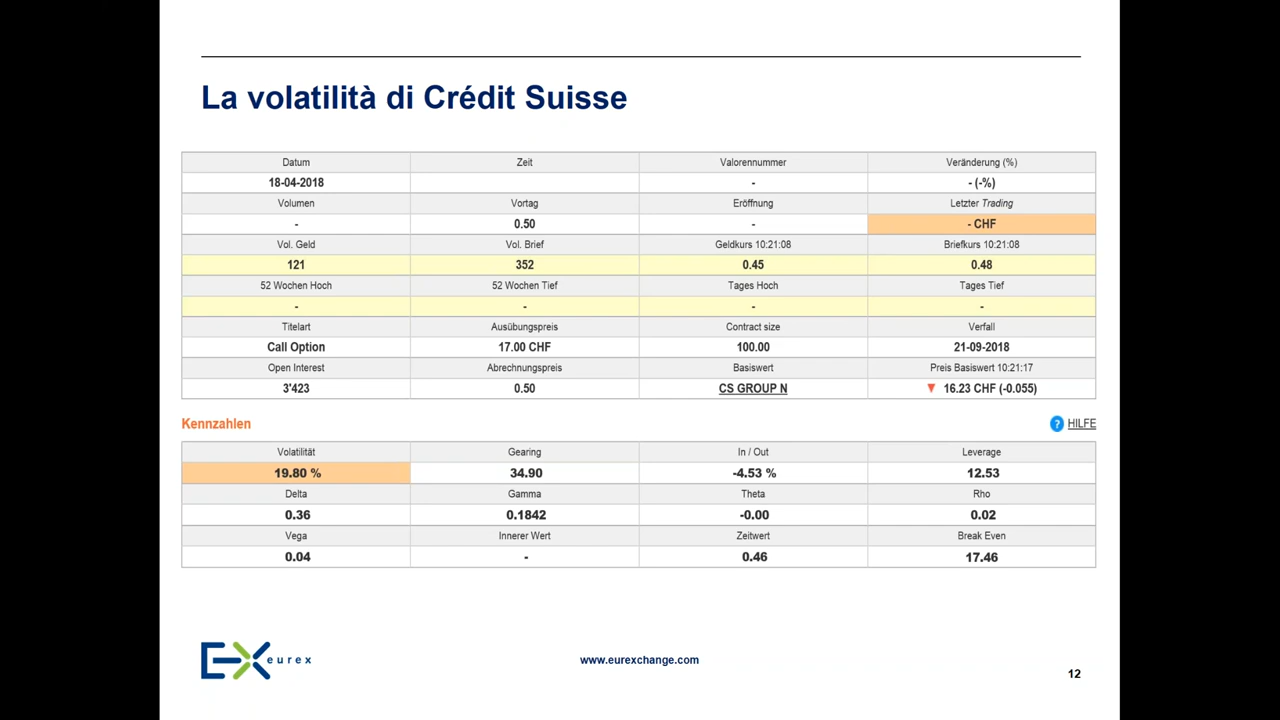 La volatilità di Crédit Suisse
Datum Zeit Valorennummer Veränderung (%)
18-04-2018 - - (-%)
Volumen Vortag Eröffnung Letzter Trading
- 0.50 - - CHF
Vol. Geld Vol. Brief Geldkurs 10:21:08 Briefkurs 10:21:08
121 352 0.45 0.48
52 Wochen Hoch 52 Wochen Tief Tages Hoch Tages Tief
- - - -
Titelart Ausübungspreis Contract size Verfall
Call Option 17.00 CHF 100.00 21-09-2018
Open Interest Abrechnungspreis Basiswert Preis Basiswert 10:21:17
3'423 0.50 CS GROUP N ▼ 16.23 CHF (-0.055)
Kennzahlen ? HILFE
Volatilität Gearing In / Out Leverage
19.80 % 34.90 -4.53 % 12.53
Delta Gamma Theta Rho
0.36 0.1842 -0.00 0.02
Vega Innerer Wert Zeitwert Break Even
0.04 - 0.46 17.46
EX eurex www.eurexchange.com
12